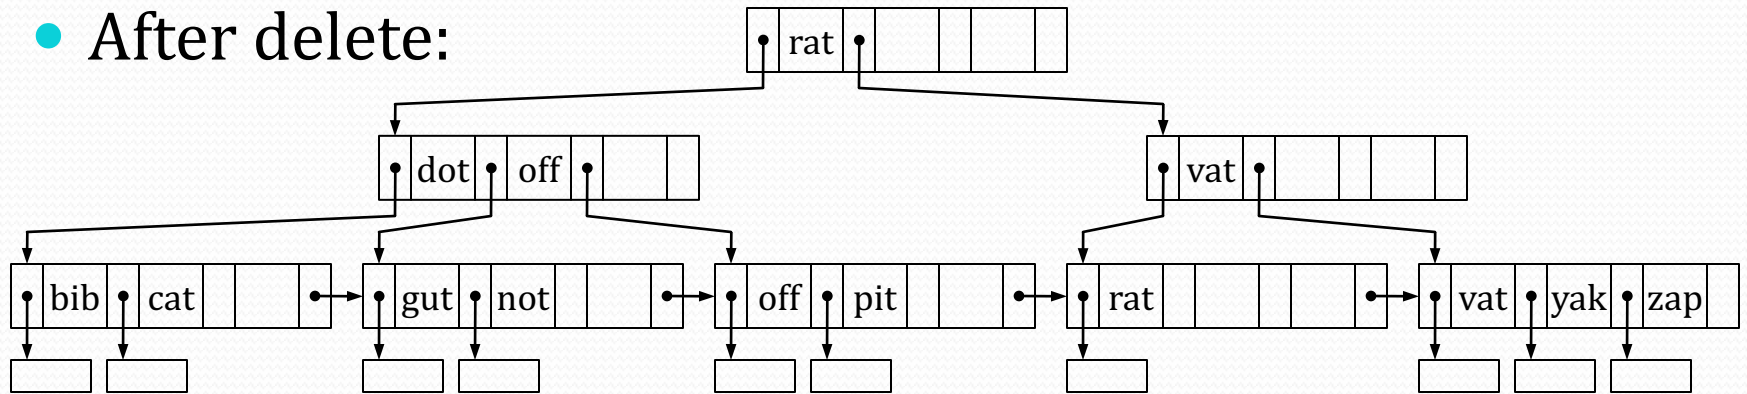 • After delete:
rat
dot off
vat
bib cat
gut not
off pit
rat
vat yak zap